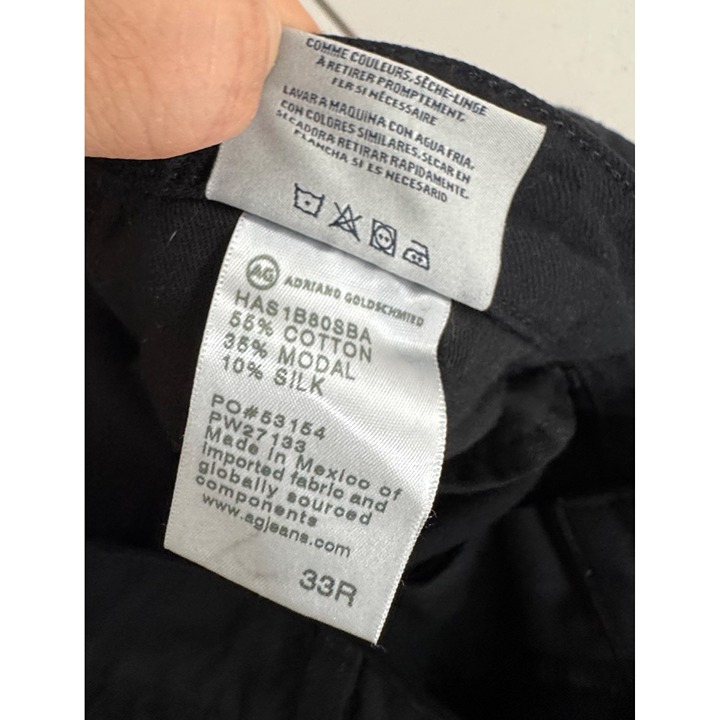 COMME COULEURS, SÈCHE-LINGE
À RETIRER PROMPTEMENT.
FER SI NÉCESSAIRE
LAVAR A MAQUINA CON AGUA FRIA,
CON COLORES SIMILARES. SECAR EN
SECADORA RETIRAR RAPIDAMENTE.
PLANCHA SI ES NECESARIO
AG ADRIANO GOLDSCHMIED
HAS1B80SBA
55% COTTON
35% MODAL
10% SILK
PO#53154
PW27133
Made in Mexico of
imported fabric and
globally sourced
components
www.agjeans.com
33R